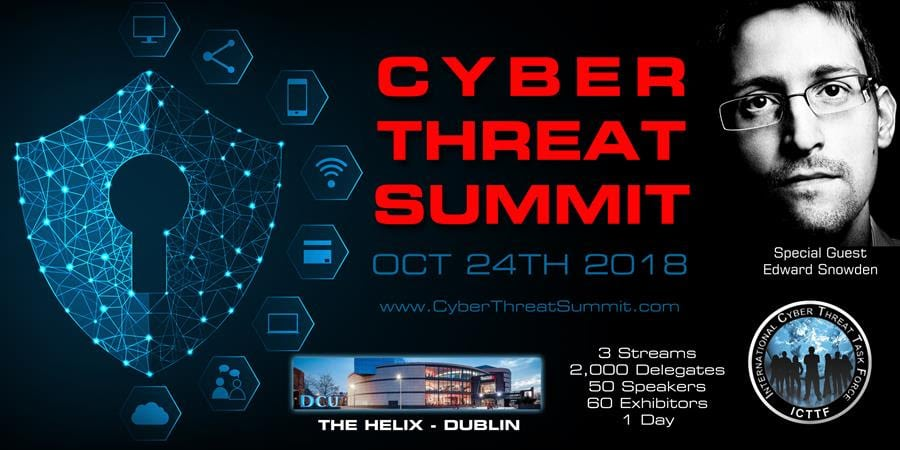 CYBER
THREAT
SUMMIT
OCT 24TH 2018
www.CyberThreatSummit.com
Special Guest
Edward Snowden
DCU
THE HELIX - DUBLIN
3 Streams
2,000 Delegates
50 Speakers
60 Exhibitors
1 Day
INTERNATIONAL CYBER THREAT TASK FORCE
ICTTF